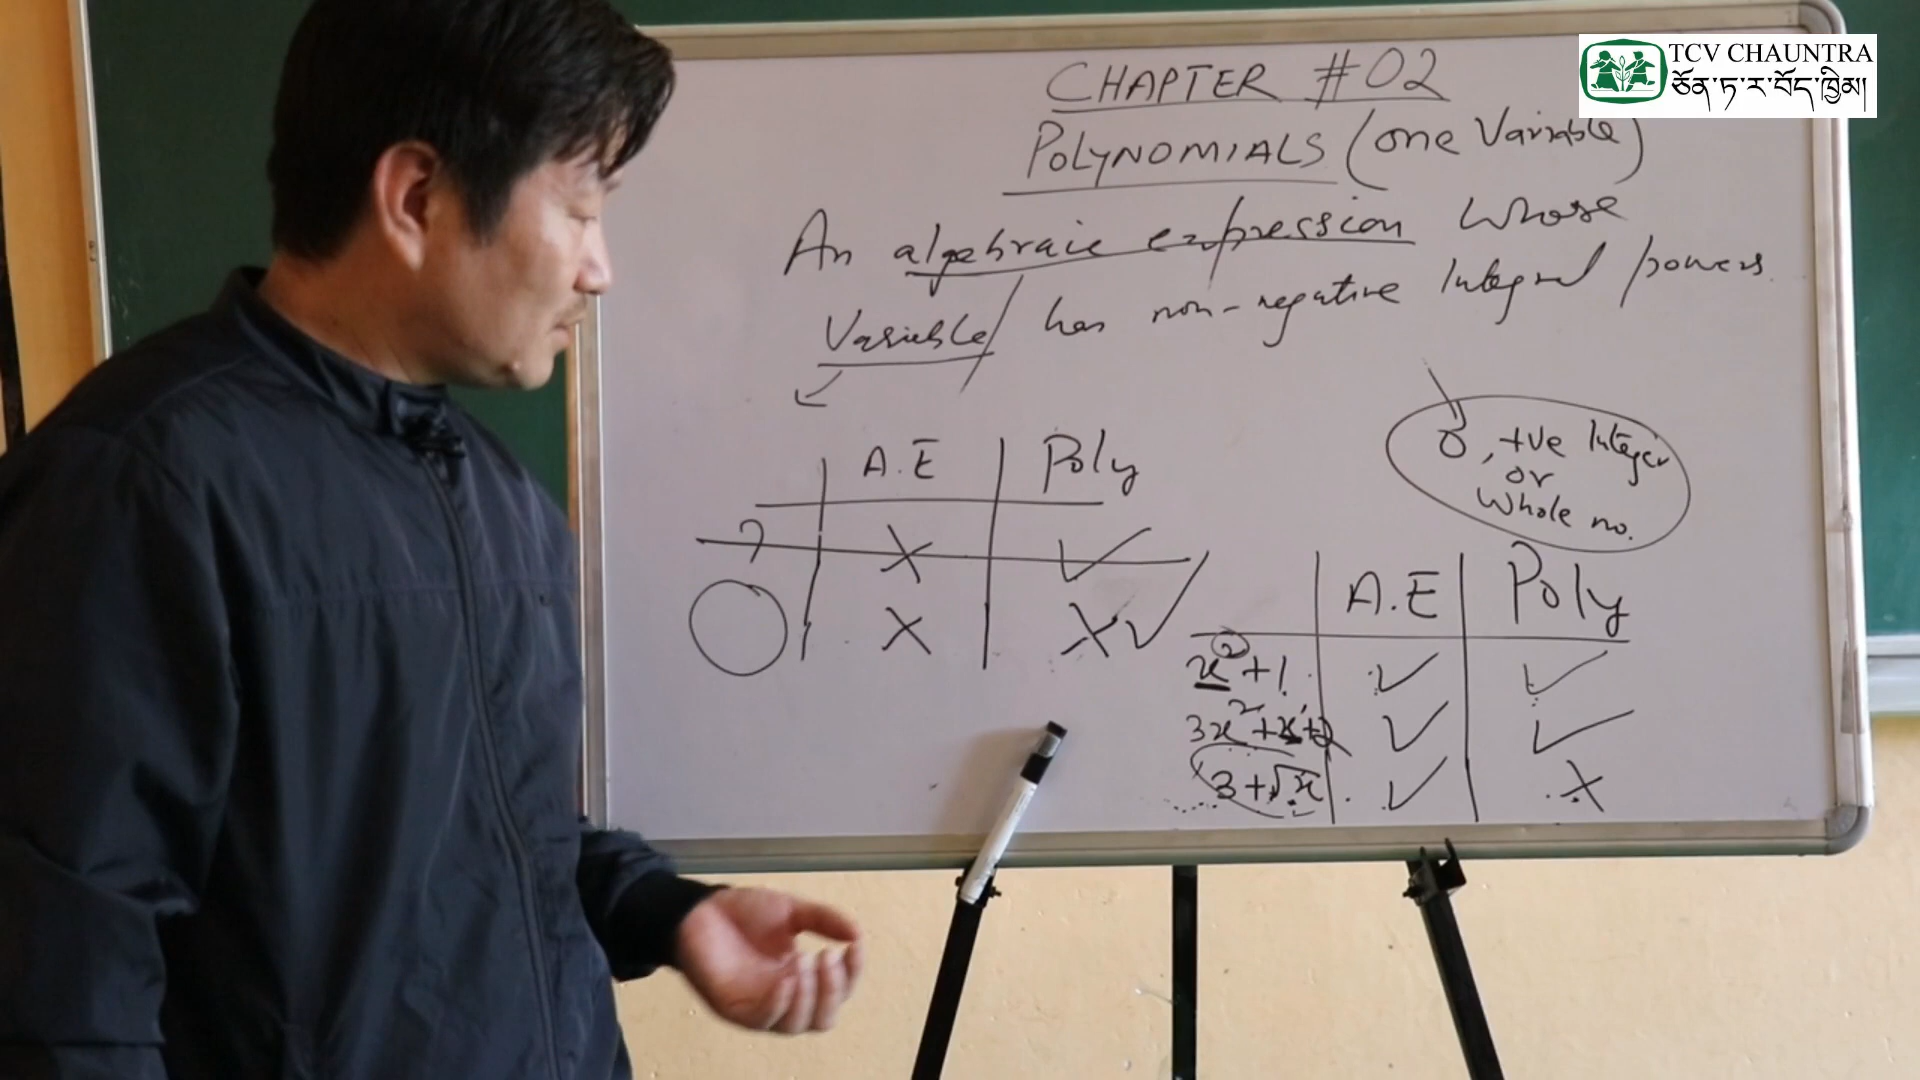 TCV CHAUNTRA
ཅོན་ཏ་ར་བོད་ཁྱིམ།
CHAPTER #02
POLYNOMIALS (one Variable)
An algebraic expression whose
Variable has non-negative Integral powers.
0, +ve Integer
or
Whole no.
A.E Poly
?
A.E Poly
x²+1
3x²+x¹+2
3+√x